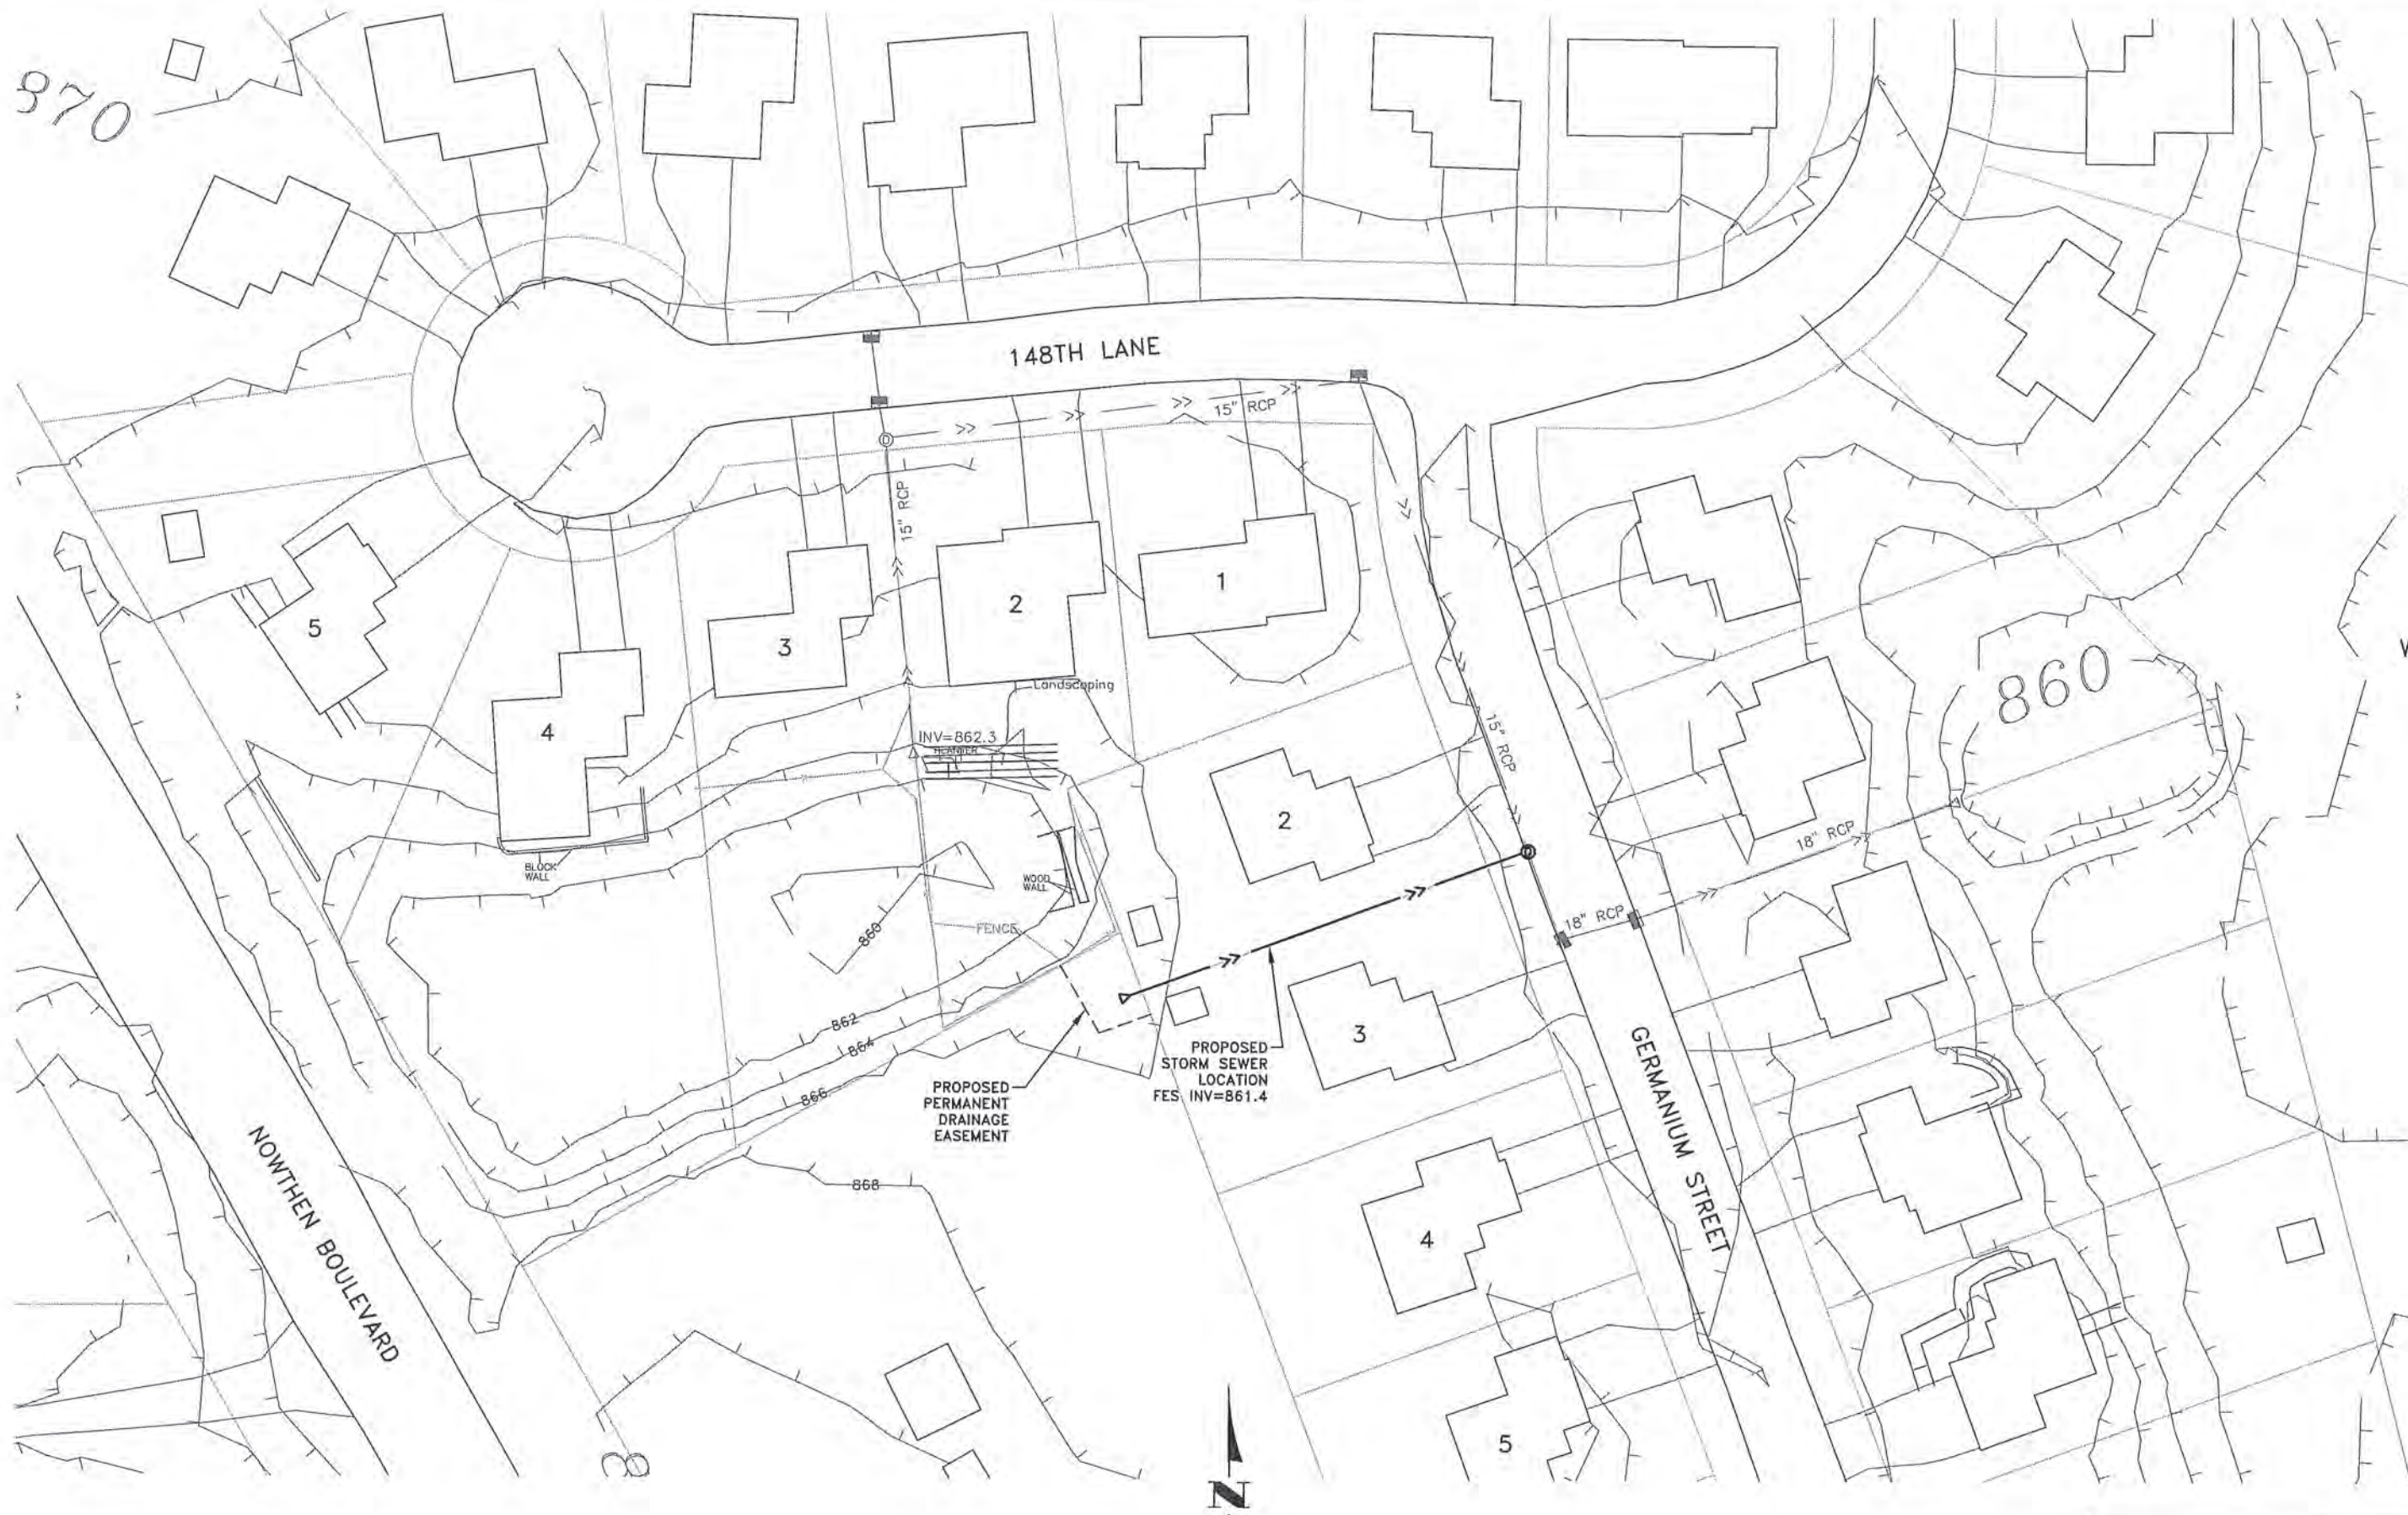 870
148TH LANE
15" RCP
15" RCP
5
4
3
2
1
Landscaping
INV=862.3
PLANTER
860
15" RCP
2
18" RCP
18" RCP
BLOCK
WALL
WOOD
WALL
860
FENCE
862
864
866
868
3
PROPOSED
PERMANENT
DRAINAGE
EASEMENT
PROPOSED
STORM SEWER
LOCATION
FES INV=861.4
GERMANIUM STREET
NOWTHEN BOULEVARD
4
5
N